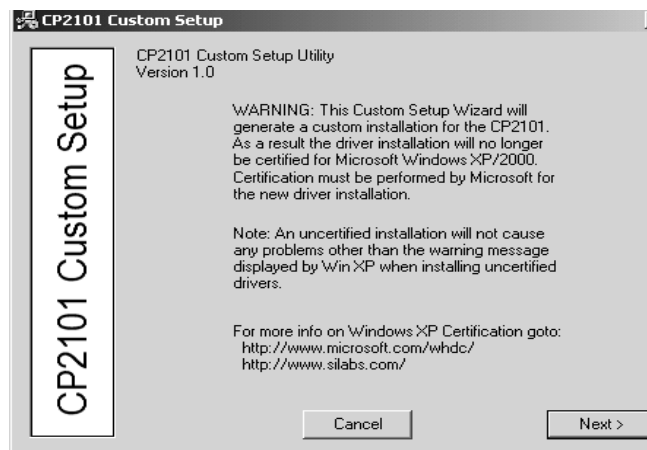 CP2101 Custom Setup
CP2101 Custom Setup
CP2101 Custom Setup Utility
Version 1.0
WARNING: This Custom Setup Wizard will
generate a custom installation for the CP2101.
As a result the driver installation will no longer
be certified for Microsoft Windows XP/2000.
Certification must be performed by Microsoft for
the new driver installation.
Note: An uncertified installation will not cause
any problems other than the warning message
displayed by Win XP when installing uncertified
drivers.
For more info on Windows XP Certification goto:
http://www.microsoft.com/whdc/
http://www.silabs.com/
Cancel
Next >